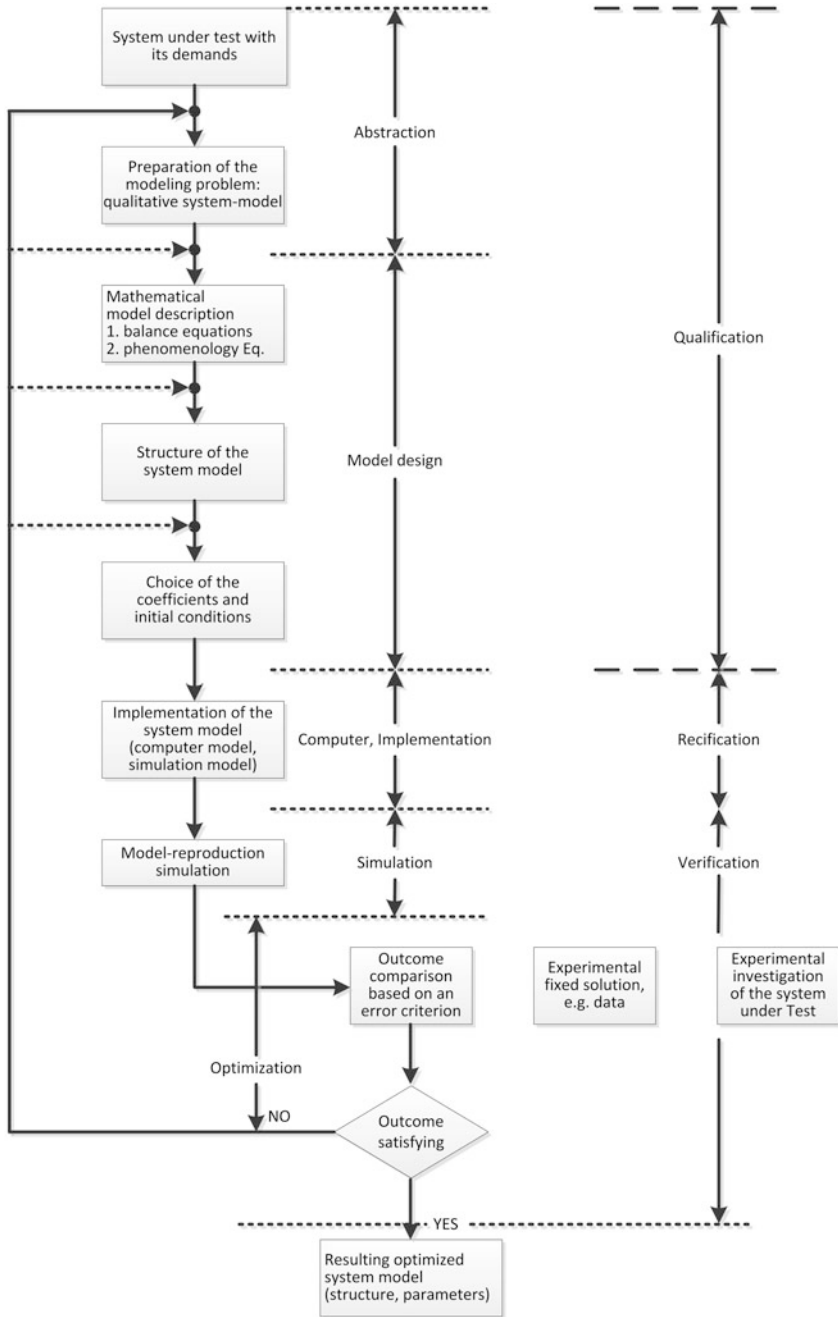 System under test with
its demands
Abstraction
Preparation of the
modeling problem:
qualitative system-model
Mathematical
model description
1. balance equations
2. phenomenology Eq.
Qualification
Structure of the
system model
Model design
Choice of the
coefficients and
initial conditions
Implementation of the
system model
(computer model,
simulation model)
Computer, Implementation
Recification
Model-reproduction
simulation
Simulation
Verification
Outcome
comparison
based on an
error criterion
Experimental
fixed solution,
e.g. data
Experimental
investigation
of the system
under Test
Optimization
NO
Outcome
satisfying
YES
Resulting optimized
system model
(structure, parameters)